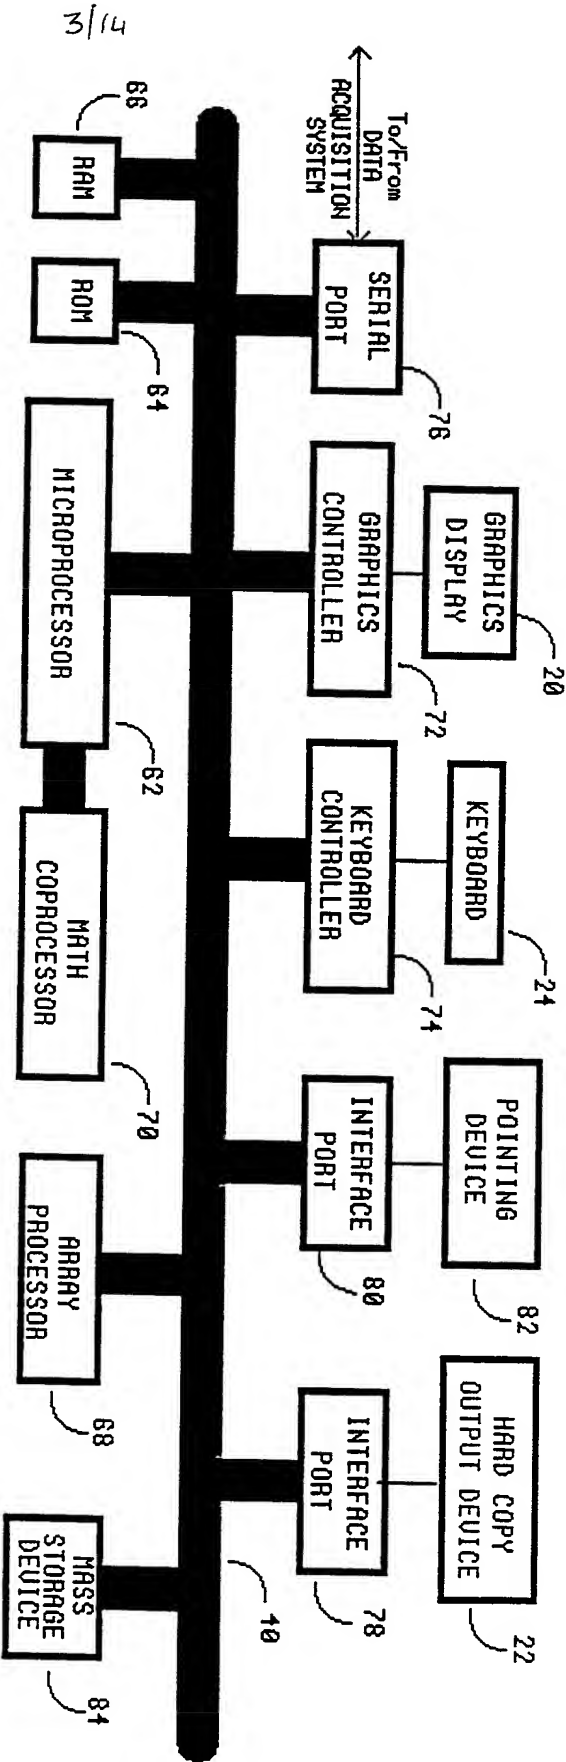 3/14
GRAPHICS
DISPLAY
20
KEYBOARD
24
POINTING
DEVICE
82
HARD COPY
OUTPUT DEVICE
22
To/From
DATA
ACQUISITION
SYSTEM
SERIAL
PORT
76
GRAPHICS
CONTROLLER
72
KEYBOARD
CONTROLLER
74
INTERFACE
PORT
80
INTERFACE
PORT
78
40
66
RAM
ROM
64
MICROPROCESSOR
62
MATH
COPROCESSOR
70
ARRAY
PROCESSOR
68
MASS
STORAGE
DEVICE
84